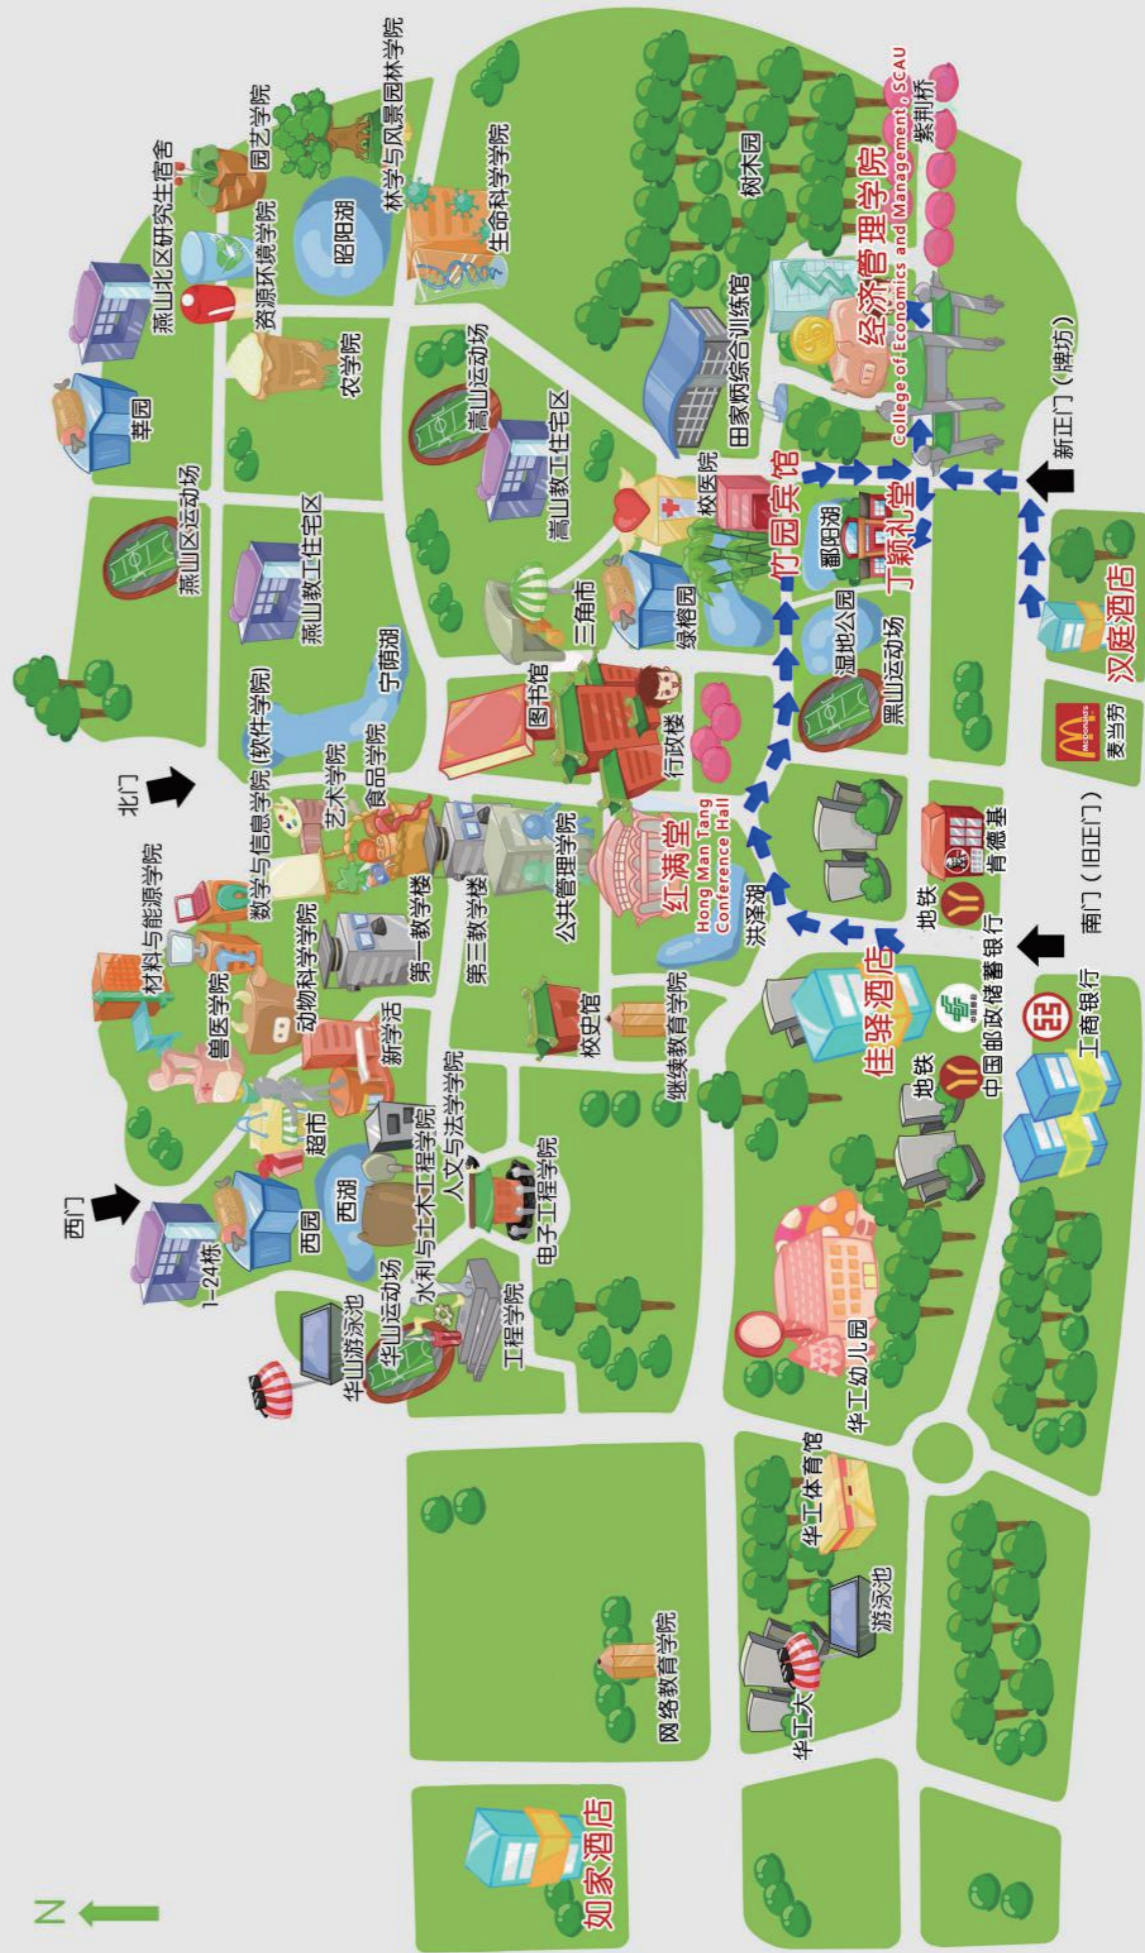 N
西门
北门
燕山北区研究生宿舍
莘园
1-24栋
材料与能源学院
兽医学院
数学与信息学院 (软件学院)
燕山区运动场
园艺学院
资源环境学院
超市
动物科学学院
燕山教工住宅区
农学院
昭阳湖
西园
新学活
艺术学院
宁荫湖
林学与风景园林学院
华山游泳池
西湖
食品学院
华山运动场
水利与土木工程学院
第一教学楼
嵩山运动场
生命科学学院
人文与法学学院
第三教学楼
工程学院
电子工程学院
公共管理学院
图书馆
三角市
嵩山教工住宅区
校史馆
如家酒店
网络教育学院
继续教育学院
红满堂
Hong Man Tang
Conference Hall
行政楼
绿榕园
校医院
田家炳综合训练馆
树木园
洪泽湖
竹园宾馆
华工大
华工体育馆
游泳池
华工幼儿园
佳驿酒店
湿地公园
鄱阳湖
黑山运动场
丁颖礼堂
经济管理学院
College of Economics and Management, SCAU
紫荆桥
地铁
中国邮政
中国邮政储蓄银行
地铁
KFC
肯德基
工商银行
南门 (旧正门)
McDonald's
麦当劳
汉庭酒店
新正门 (牌坊)